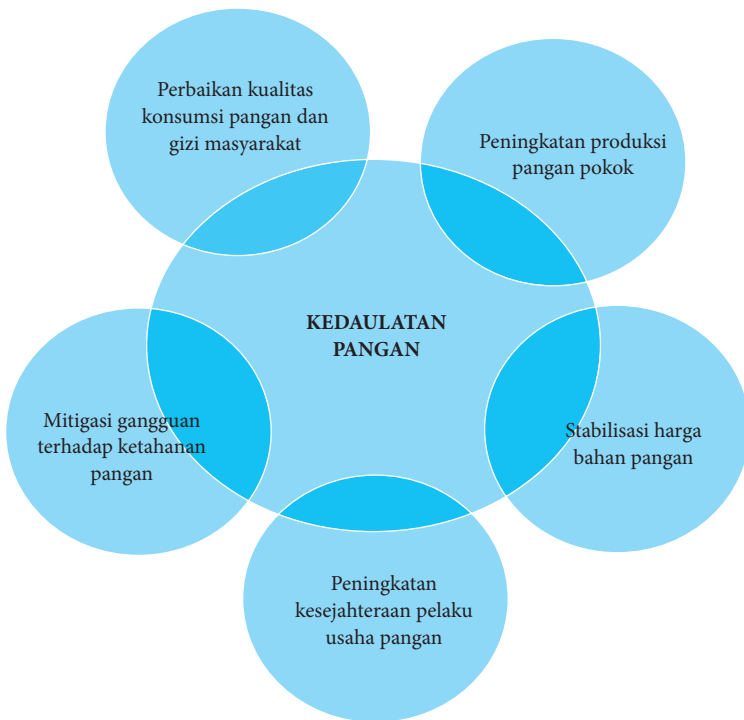 Perbaikan kualitas
konsumsi pangan dan
gizi masyarakat
Peningkatan produksi
pangan pokok
KEDAULATAN
PANGAN
Mitigasi gangguan
terhadap ketahanan
pangan
Stabilisasi harga
bahan pangan
Peningkatan
kesejahteraan pelaku
usaha pangan